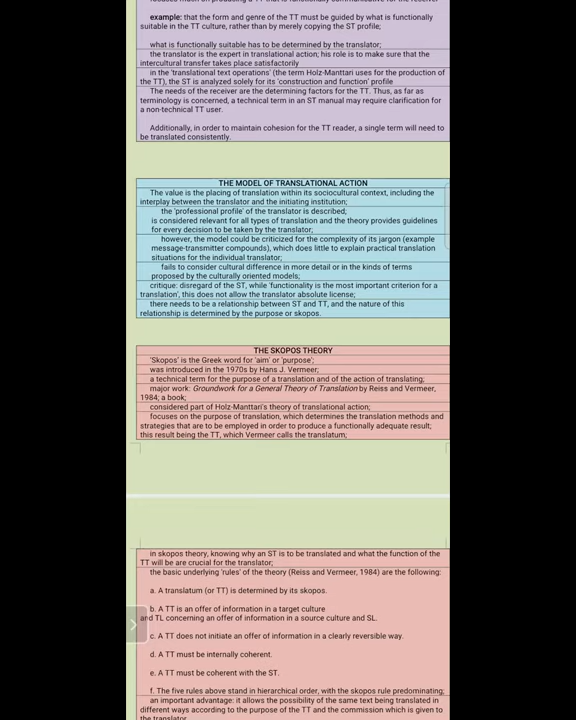 example: that the form and genre of the TT must be guided by what is functionally
suitable in the TT culture, rather than by merely copying the ST profile;
what is functionally suitable has to be determined by the translator;
the translator is the expert in translational action; his role is to make sure that the
intercultural transfer takes place satisfactorily
in the 'translational text operations' (the term Holz-Manttari uses for the production of
the TT), the ST is analyzed solely for its 'construction and function' profile
The needs of the receiver are the determining factors for the TT. Thus, as far as
terminology is concerned, a technical term in an ST manual may require clarification for
a non-technical TT user.
Additionally, in order to maintain cohesion for the TT reader, a single term will need to
be translated consistently.
THE MODEL OF TRANSLATIONAL ACTION
The value is the placing of translation within its sociocultural context, including the
interplay between the translator and the initiating institution;
the 'professional profile' of the translator is described;
is considered relevant for all types of translation and the theory provides guidelines
for every decision to be taken by the translator;
however, the model could be criticized for the complexity of its jargon (example
message-transmitter compounds), which does little to explain practical translation
situations for the individual translator;
fails to consider cultural difference in more detail or in the kinds of terms
proposed by the culturally oriented models;
critique: disregard of the ST, while 'functionality is the most important criterion for a
translation', this does not allow the translator absolute license;
there needs to be a relationship between ST and TT, and the nature of this
relationship is determined by the purpose or skopos.
THE SKOPOS THEORY
'Skopos' is the Greek word for 'aim' or 'purpose';
was introduced in the 1970s by Hans J. Vermeer;
a technical term for the purpose of a translation and of the action of translating;
major work: Groundwork for a General Theory of Translation by Reiss and Vermeer,
1984; a book;
considered part of Holz-Manttari's theory of translational action;
focuses on the purpose of translation, which determines the translation methods and
strategies that are to be employed in order to produce a functionally adequate result;
this result being the TT, which Vermeer calls the translatum;
in skopos theory, knowing why an ST is to be translated and what the function of the
TT will be are crucial for the translator;
the basic underlying 'rules' of the theory (Reiss and Vermeer, 1984) are the following:
a. A translatum (or TT) is determined by its skopos.
b. A TT is an offer of information in a target culture
and TL concerning an offer of information in a source culture and SL.
c. A TT does not initiate an offer of information in a clearly reversible way.
d. A TT must be internally coherent.
e. A TT must be coherent with the ST.
f. The five rules above stand in hierarchical order, with the skopos rule predominating;
an important advantage: it allows the possibility of the same text being translated in
different ways according to the purpose of the TT and the commission which is given to
the translator